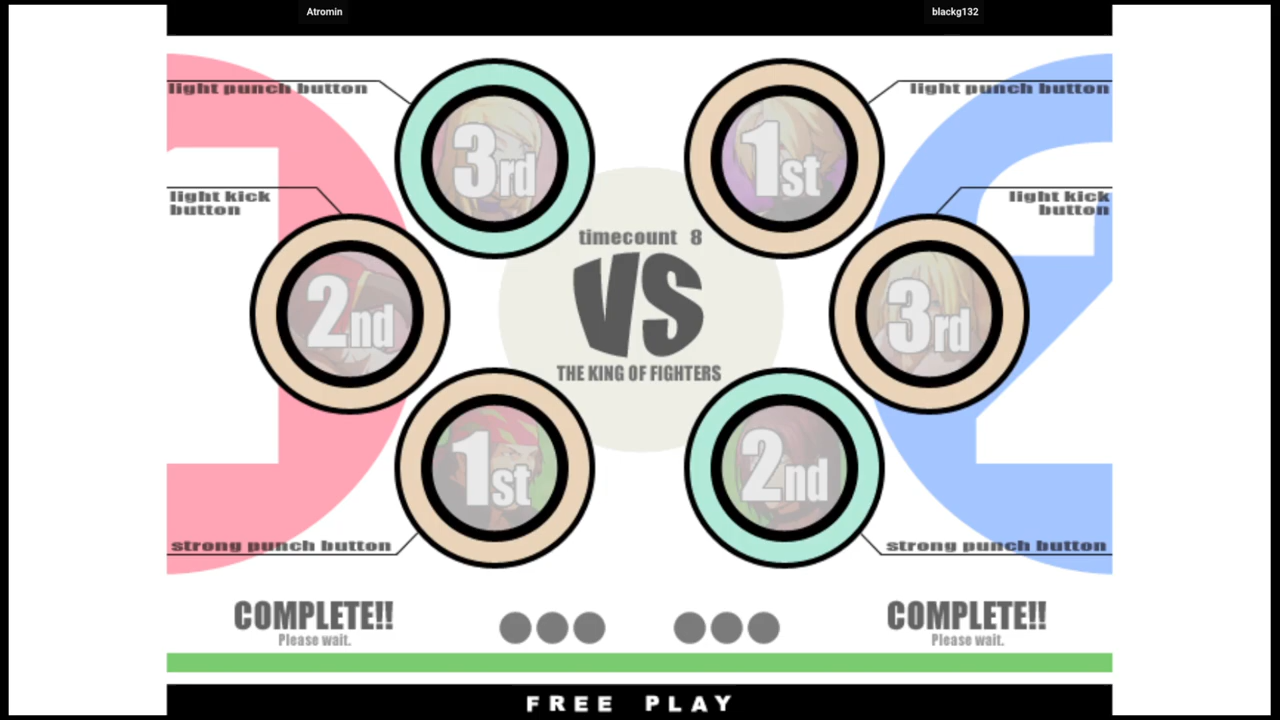 Atromin
blackg132
light punch button
light punch button
3rd
1st
light kick
button
light kick
button
timecount 8
VS
THE KING OF FIGHTERS
2nd
3rd
1st
2nd
strong punch button
strong punch button
COMPLETE!!
Please wait.
COMPLETE!!
Please wait.
FREE PLAY